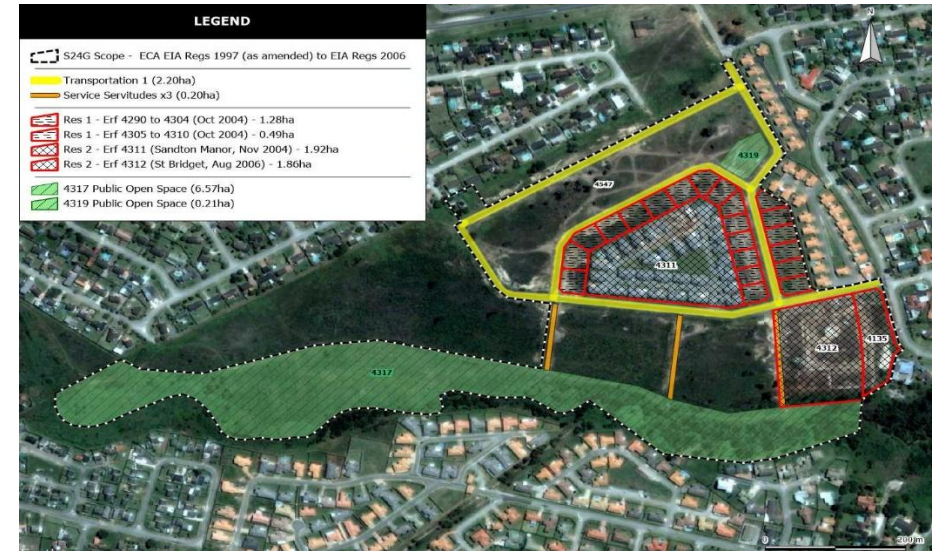 LEGEND
S24G Scope - ECA EIA Regs 1997 (as amended) to EIA Regs 2006
Transportation 1 (2.20ha)
Service Servitudes x3 (0.20ha)
Res 1 - Erf 4290 to 4304 (Oct 2004) - 1.28ha
Res 1 - Erf 4305 to 4310 (Oct 2004) - 0.49ha
Res 2 - Erf 4311 (Sandton Manor, Nov 2004) - 1.92ha
Res 2 - Erf 4312 (St Bridget, Aug 2006) - 1.86ha
4317 Public Open Space (6.57ha)
4319 Public Open Space (0.21ha)
N
4319
4347
4311
4312
4135
4317
0
200 m